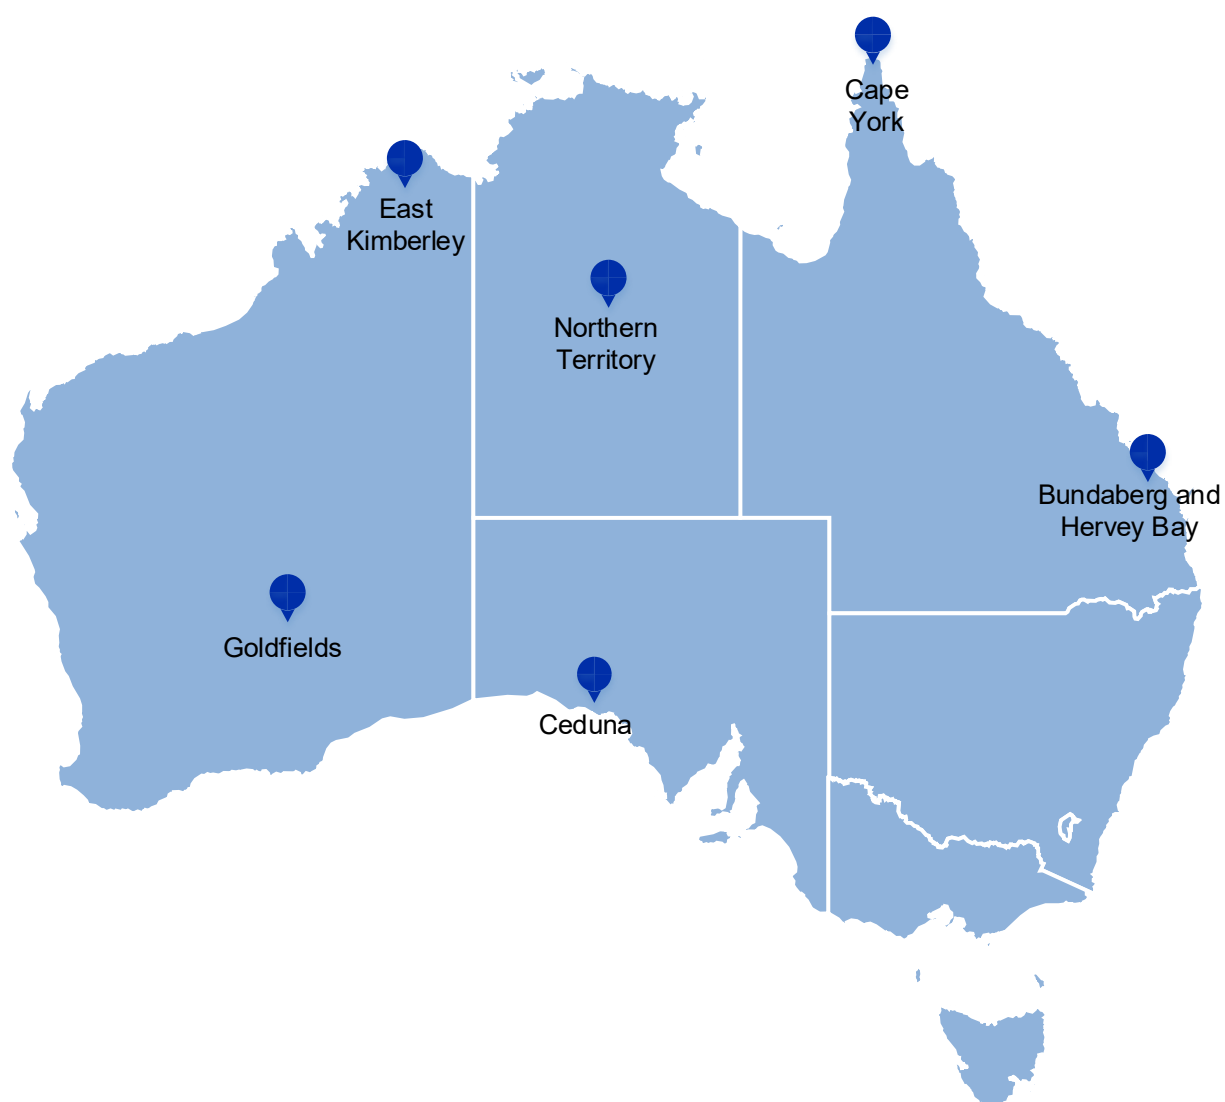 Cape
York
East
Kimberley
Northern
Territory
Bundaberg and
Hervey Bay
Goldfields
Ceduna